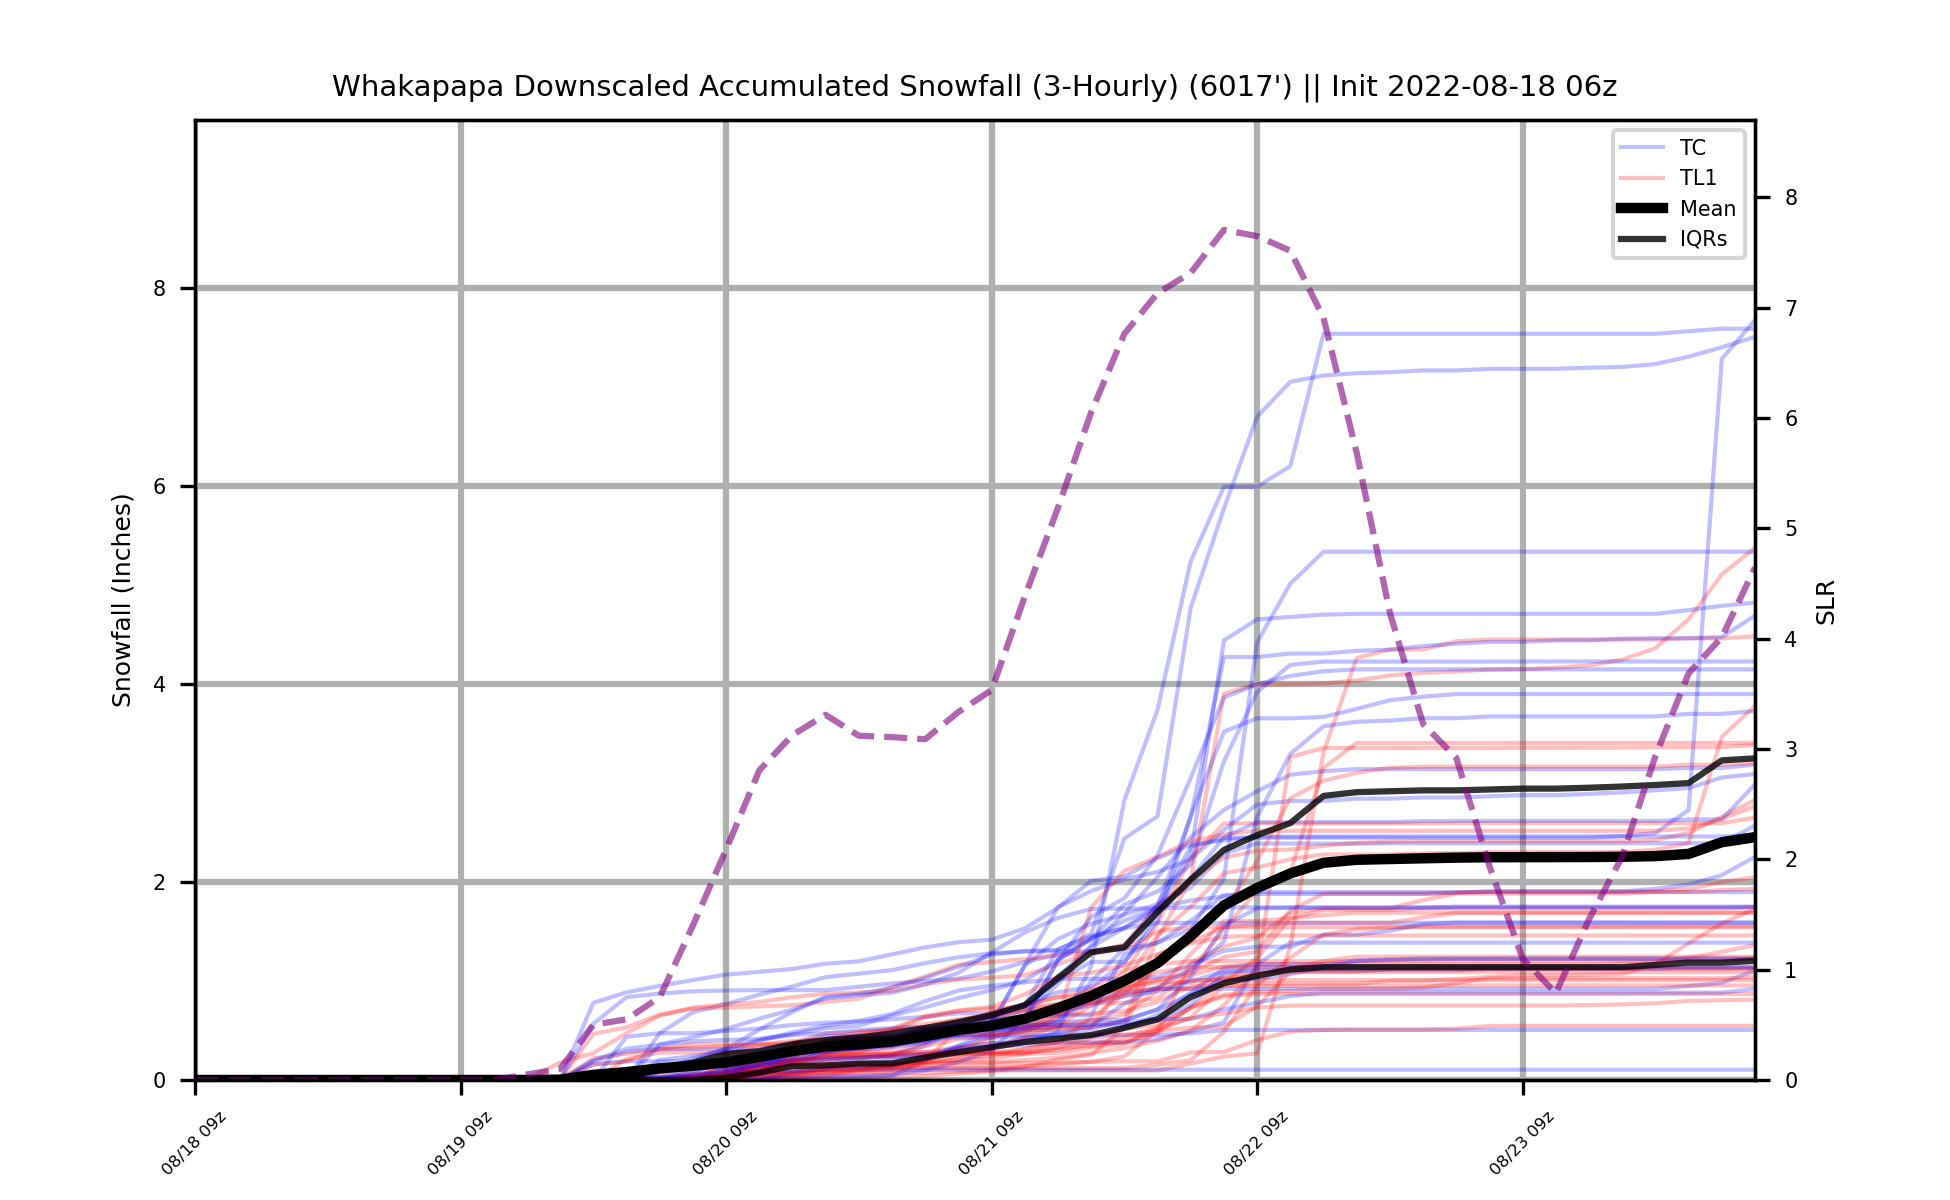 Whakapapa Downscaled Accumulated Snowfall (3-Hourly) (6017') || Init 2022-08-18 06z
TC
TL1
Mean
IQRs
Snowfall (Inches)
8
6
4
2
0
8
7
6
5
4
3
2
1
0
SLR
08/18 09z
08/19 09z
08/20 09z
08/21 09z
08/22 09z
08/23 09z